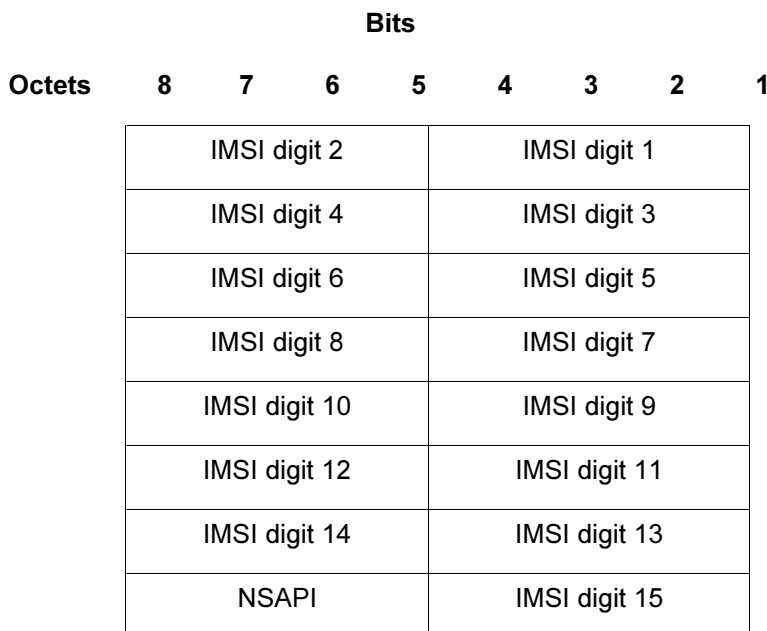 Bits
Octets 8 7 6 5 4 3 2 1
IMSI digit 2 IMSI digit 1
IMSI digit 4 IMSI digit 3
IMSI digit 6 IMSI digit 5
IMSI digit 8 IMSI digit 7
IMSI digit 10 IMSI digit 9
IMSI digit 12 IMSI digit 11
IMSI digit 14 IMSI digit 13
NSAPI IMSI digit 15